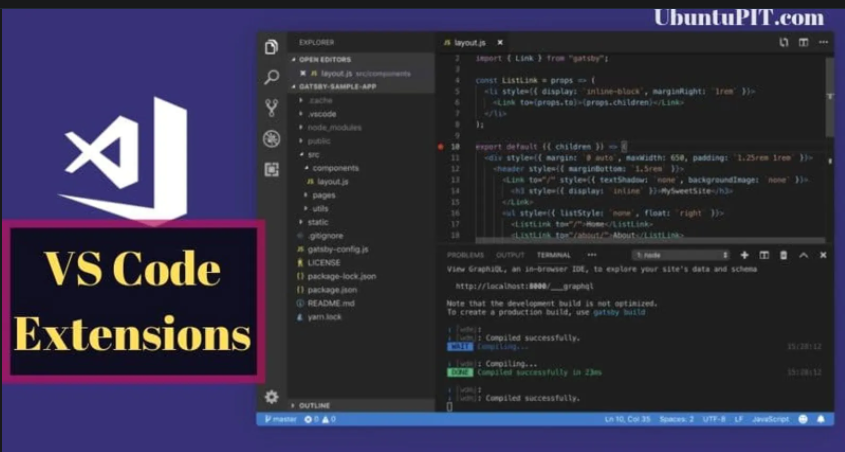 UbuntuPIT.com
VS Code
Extensions
EXPLORER
OPEN EDITORS
layout.js src/components
GATSBY-SAMPLE-APP
.cache
.vscode
node_modules
public
src
components
layout.js
pages
utils
static
.gitignore
gatsby-config.js
LICENSE
package-lock.json
package.json
README.md
yarn.lock
OUTLINE
layout.js
2 import { Link } from "gatsby";
3
4 const ListLink = props => (
5 <li style={{ display: `inline-block`, marginRight: `1rem` }}>
6 <Link to={props.to}>{props.children}</Link>
7 </li>
8 );
9
10 export default ({ children }) => (
11 <div style={{ margin: `0 auto`, maxWidth: 650, padding: `1.25rem 1rem` }}>
12 <header style={{ marginBottom: `1.5rem` }}>
13 <Link to="/" style={{ textShadow: `none`, backgroundImage: `none` }}>
14 <h3 style={{ display: `inline` }}>MySweetSite</h3>
15 </Link>
16 <ul style={{ listStyle: `none`, float: `right` }}>
17 <ListLink to="/">Home</ListLink>
18 <ListLink to="/about/">About</ListLink>
PROBLEMS OUTPUT TERMINAL ... 1: node
View GraphiQL, an in-browser IDE, to explore your site's data and schema
http://localhost:8000/___graphql
Note that the development build is not optimized.
To create a production build, use gatsby build
[wdm]:
[wdm]: Compiled successfully.
WAIT Compiling... 15:28:12
[wdm]: Compiling...
DONE Compiled successfully in 23ms 15:28:12
[wdm]:
[wdm]: Compiled successfully.
master 0 0 Ln 10, Col 35 Spaces: 2 UTF-8 LF JavaScript